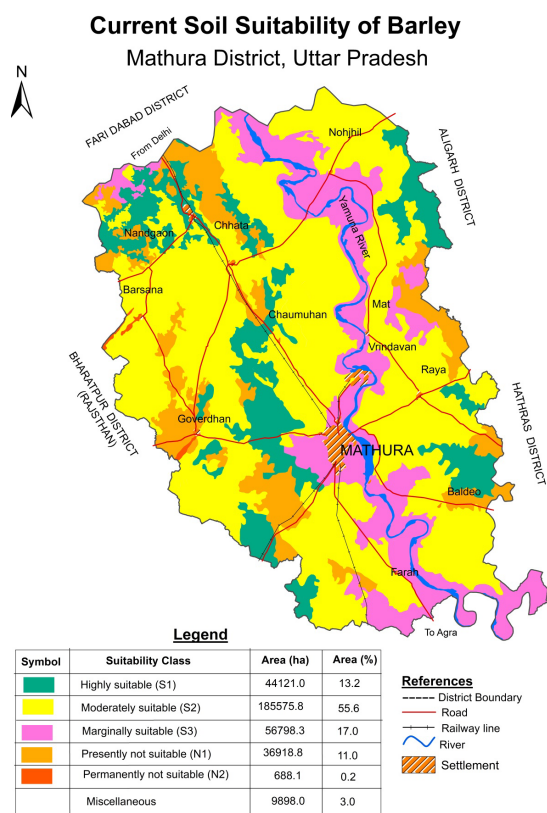 Current Soil Suitability of Barley
Mathura District, Uttar Pradesh
N
FARI DABAD DISTRICT
From Delhi
Nohjhil
ALIGARH DISTRICT
Nandgaon
Chhata
Yamuna River
Barsana
Mat
Chaumuhan
Vrindavan
Raya
BHARATPUR DISTRICT
(RAJSTHAN)
HATHRAS DISTRICT
Goverdhan
MATHURA
Baldeo
Farah
To Agra
Legend
Symbol Suitability Class Area (ha) Area (%)
Highly suitable (S1) 44121.0 13.2
Moderately suitable (S2) 185575.8 55.6
Marginally suitable (S3) 56798.3 17.0
Presently not suitable (N1) 36918.8 11.0
Permanently not suitable (N2) 688.1 0.2
Miscellaneous 9898.0 3.0
References
District Boundary
Road
Railway line
River
Settlement